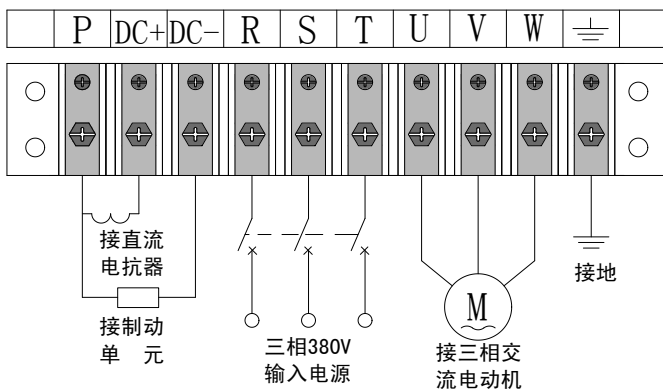 P DC+ DC- R S T U V W
接直流
电抗器
接制动
单 元
三相380V
输入电源
M
接三相交
流电动机
接地